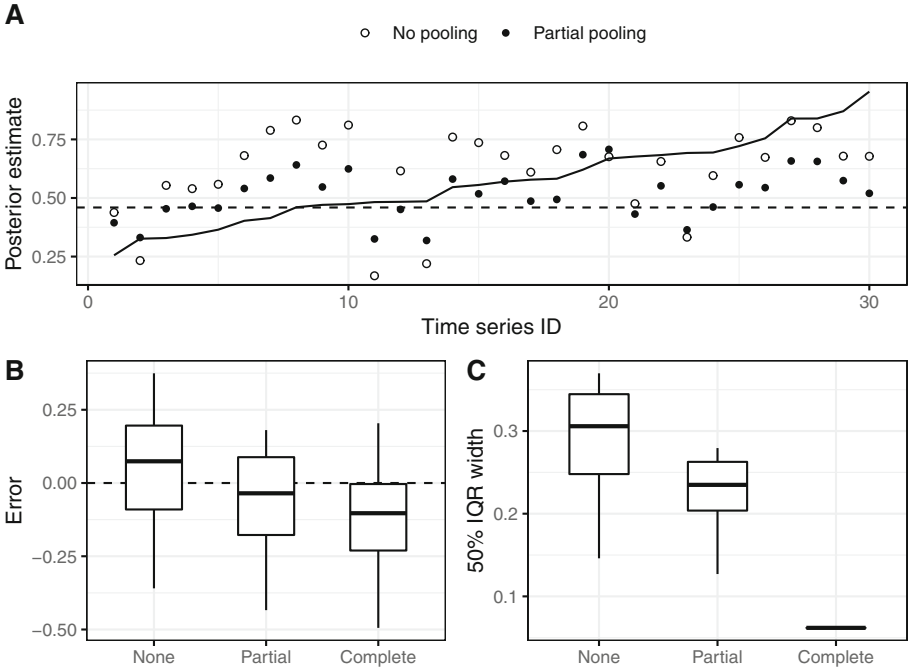 A
No pooling Partial pooling
Posterior estimate
0.75
0.50
0.25
0 10 20 30
Time series ID
B
Error
0.25
0.00
−0.25
−0.50
None Partial Complete
C
50% IQR width
0.3
0.2
0.1
None Partial Complete